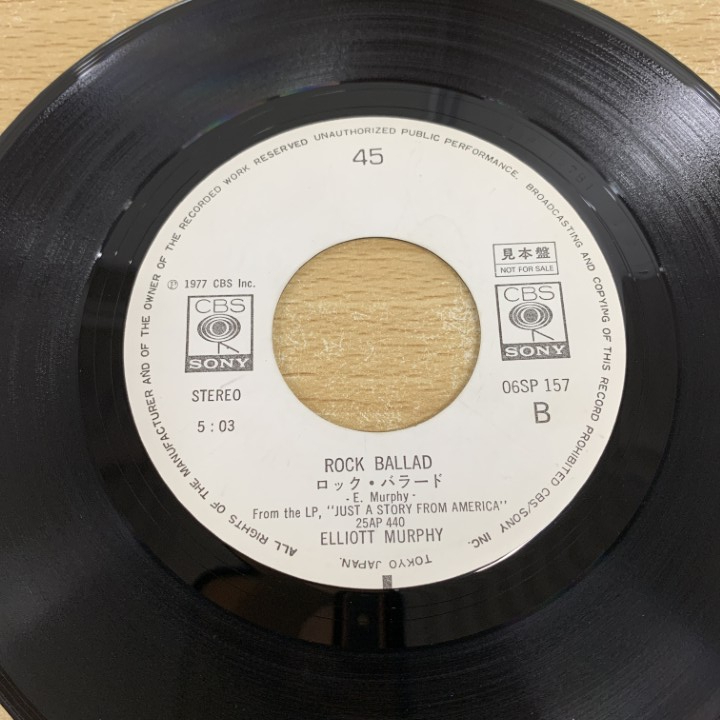 ALL RIGHTS OF THE MANUFACTURER AND OF THE OWNER OF THE RECORDED WORK RESERVED UNAUTHORIZED PUBLIC PERFORMANCE. BROADCASTING AND COPYING OF THIS RECORD PROHIBITED CBS/SONY INC.
TOKYO JAPAN.
45
見本盤
NOT FOR SALE
Ⓟ 1977 CBS Inc.
CBS
SONY
CBS
SONY
STEREO
06SP 157
5:03
B
ROCK BALLAD
ロック・バラード
- E. Murphy -
From the LP, "JUST A STORY FROM AMERICA"
25AP 440
ELLIOTT MURPHY